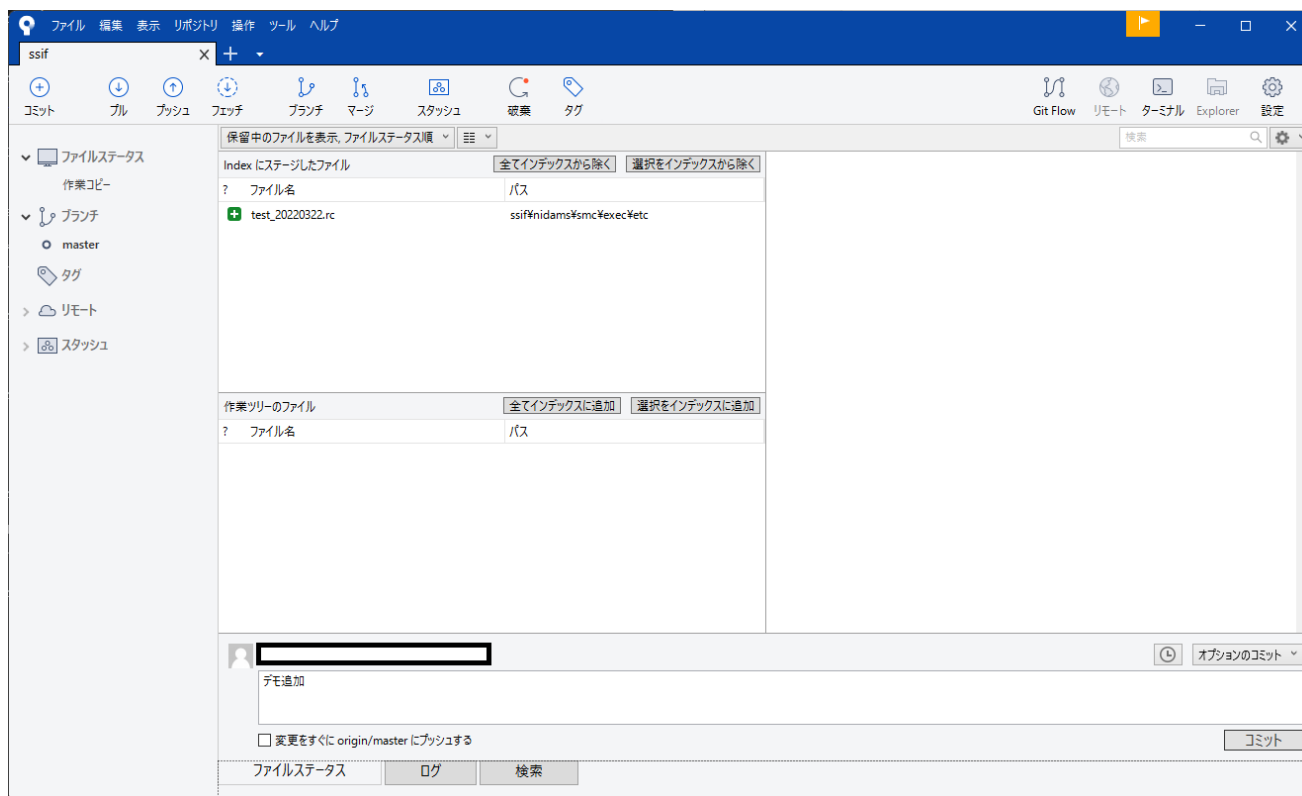 ファイル 編集 表示 リポジトリ 操作 ツール ヘルプ
ssif
コミット プル プッシュ フェッチ ブランチ マージ スタッシュ 破棄 タグ Git Flow リモート ターミナル Explorer 設定
保留中のファイルを表示, ファイルステータス順 検索
ファイルステータス
作業コピー
ブランチ
master
タグ
リモート
スタッシュ
Index にステージしたファイル 全てインデックスから除く 選択をインデックスから除く
? ファイル名 パス
test_20220322.rc ssif¥nidams¥smc¥exec¥etc
作業ツリーのファイル 全てインデックスに追加 選択をインデックスに追加
? ファイル名 パス
オプションのコミット
デモ追加
変更をすぐに origin/master にプッシュする コミット
ファイルステータス ログ 検索